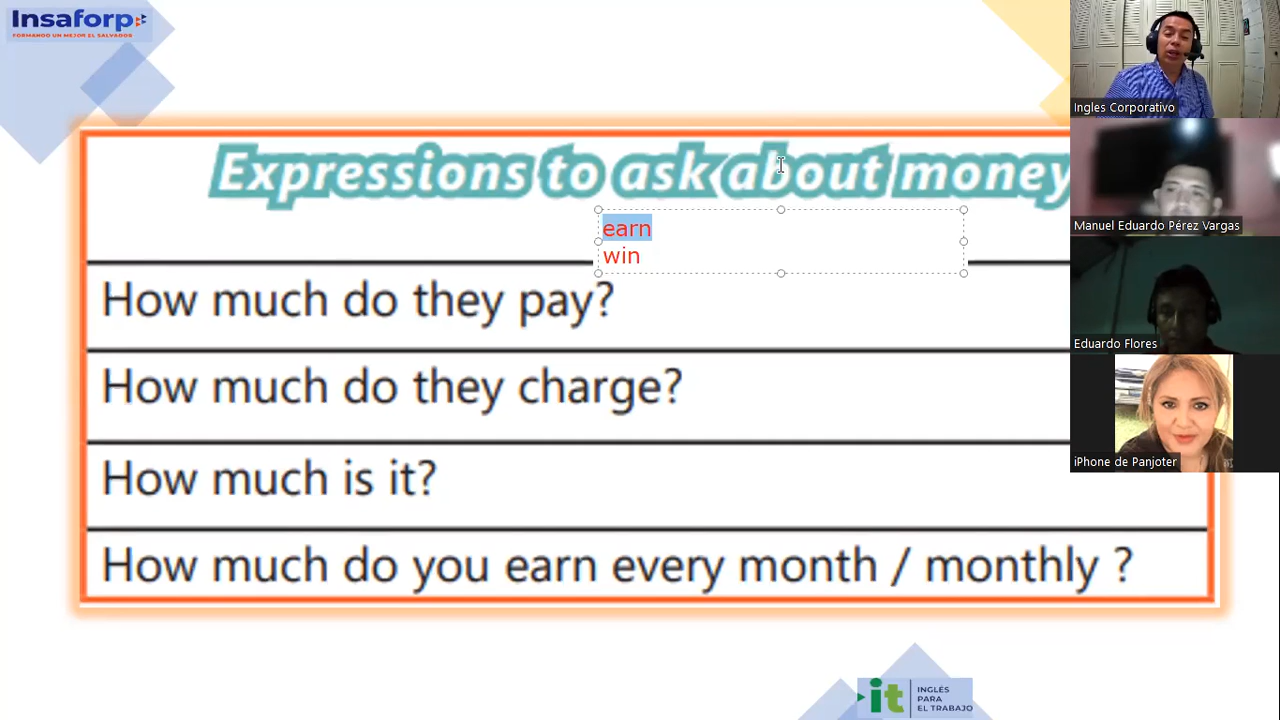 Insaforp
FORMANDO UN MEJOR EL SALVADOR
Expressions to ask about money
earn
win
How much do they pay?
How much do they charge?
How much is it?
How much do you earn every month / monthly ?
Ingles Corporativo
Manuel Eduardo Pérez Vargas
Eduardo Flores
iPhone de Panjoter
it
INGLÉS
PARA
EL TRABAJO